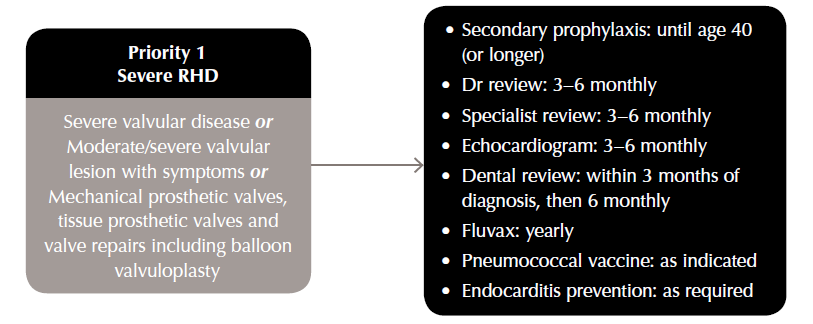 Priority 1
Severe RHD
Severe valvular disease or
Moderate/severe valvular
lesion with symptoms or
Mechanical prosthetic valves,
tissue prosthetic valves and
valve repairs including balloon
valvuloplasty
• Secondary prophylaxis: until age 40
(or longer)
• Dr review: 3–6 monthly
• Specialist review: 3–6 monthly
• Echocardiogram: 3–6 monthly
• Dental review: within 3 months of
diagnosis, then 6 monthly
• Fluvax: yearly
• Pneumococcal vaccine: as indicated
• Endocarditis prevention: as required